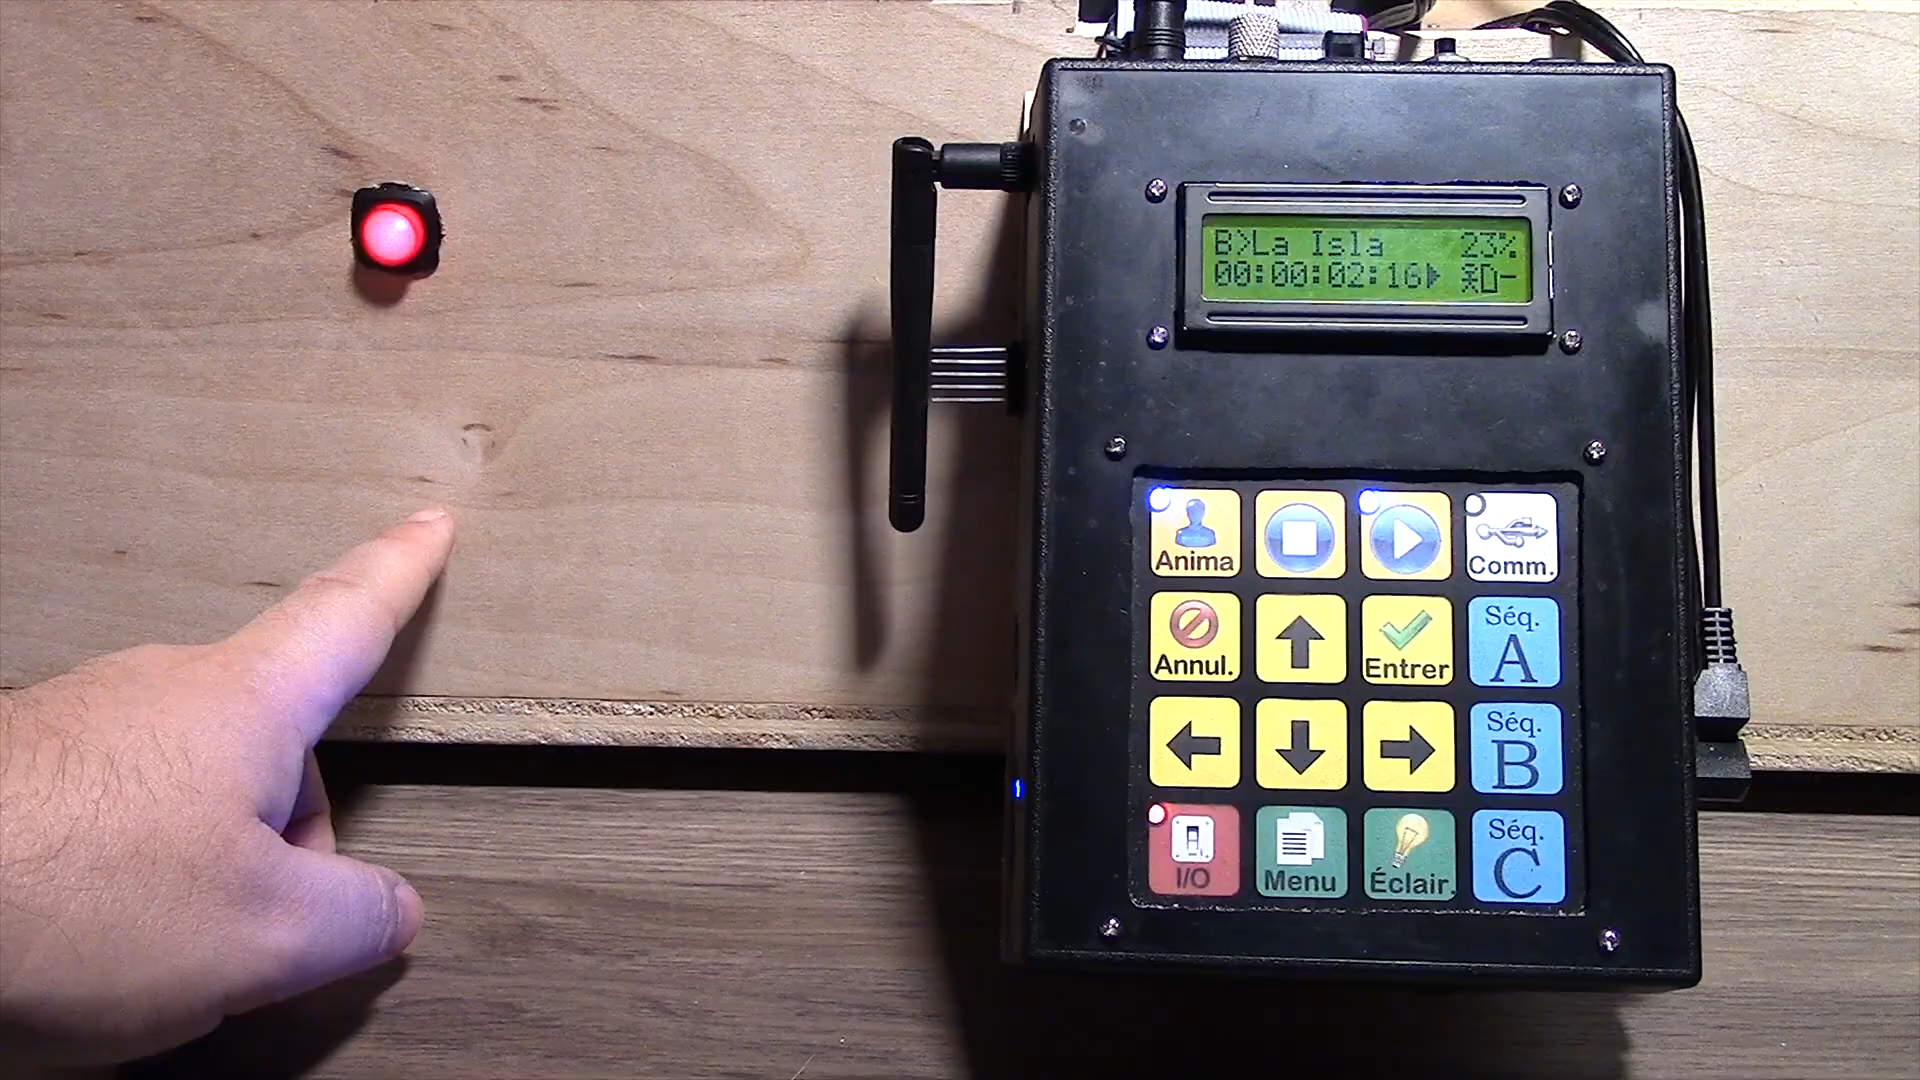 B>La Isla 23%
00:00:02:16 D-
Anima
Comm.
Annul.
Entrer
Séq.
A
Séq.
B
I/O
Menu
Éclair.
Séq.
C